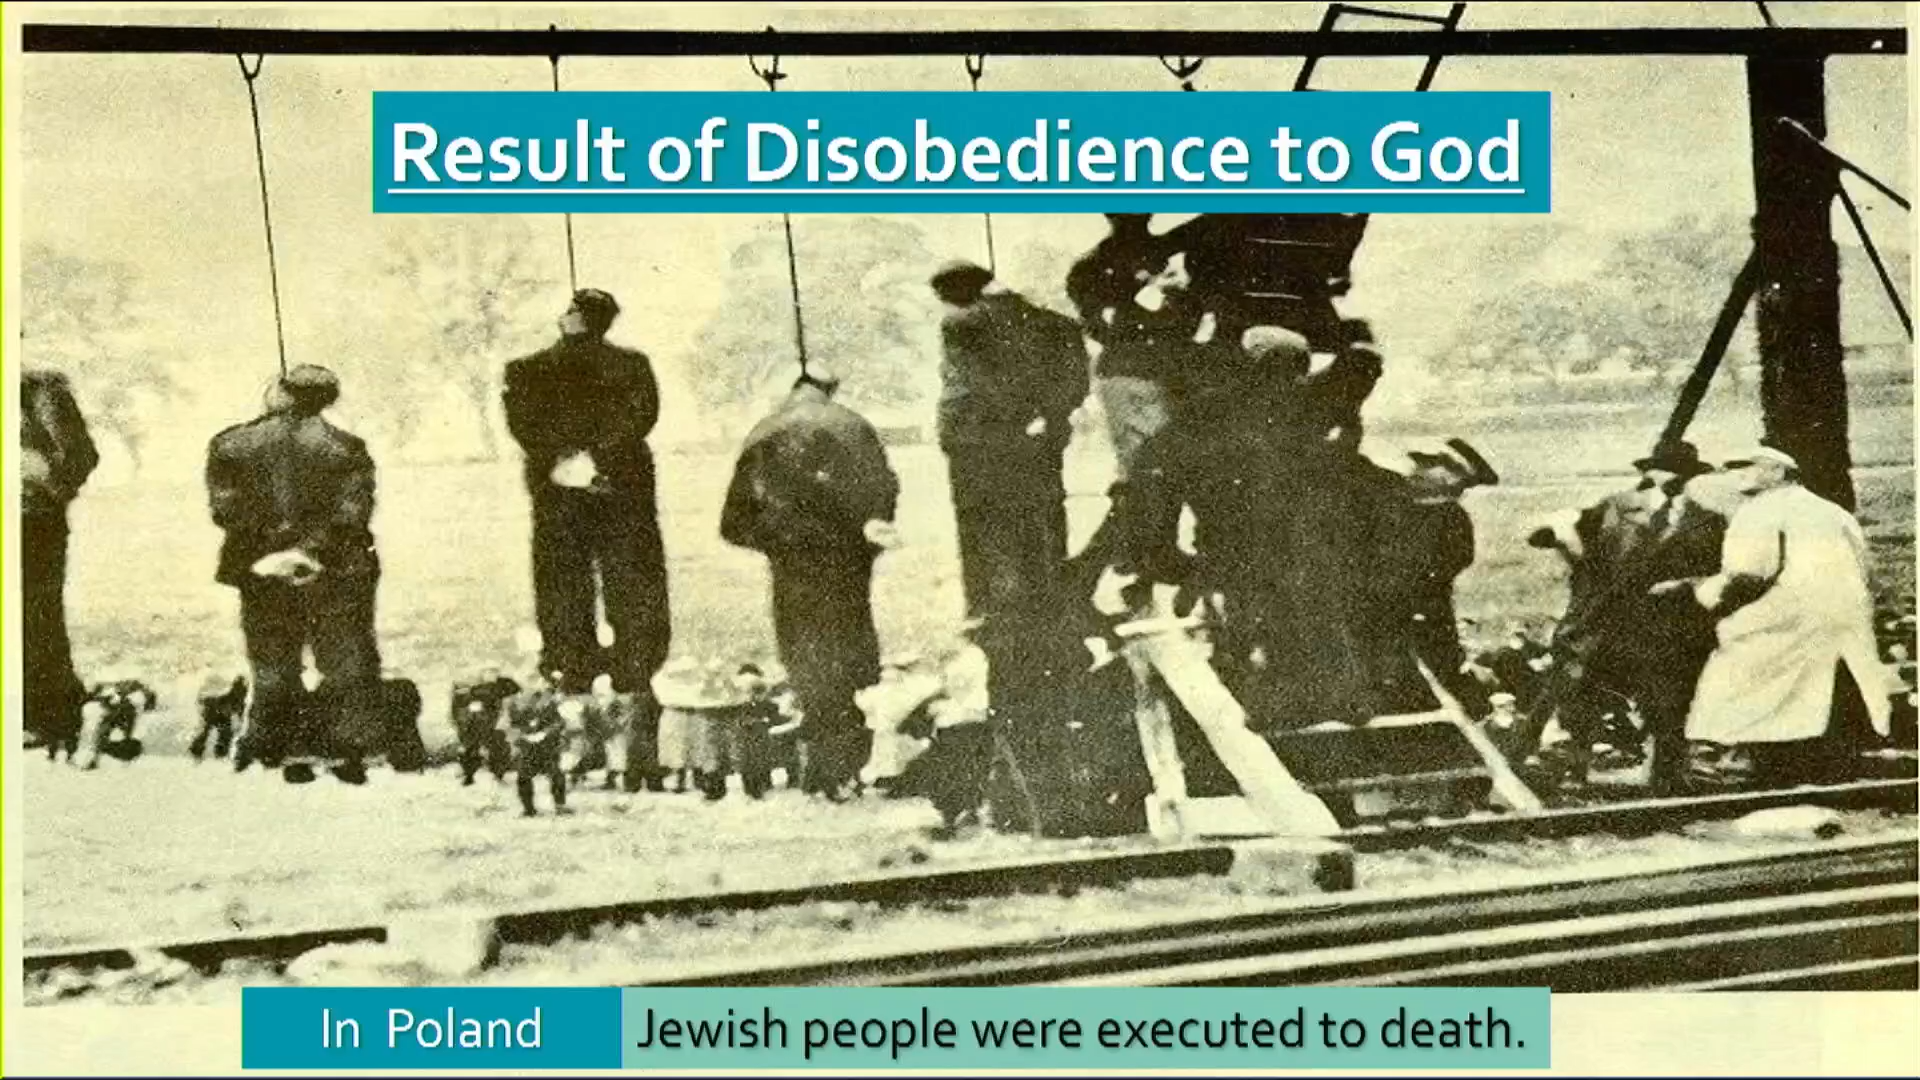 Result of Disobedience to God
In Poland
Jewish people were executed to death.